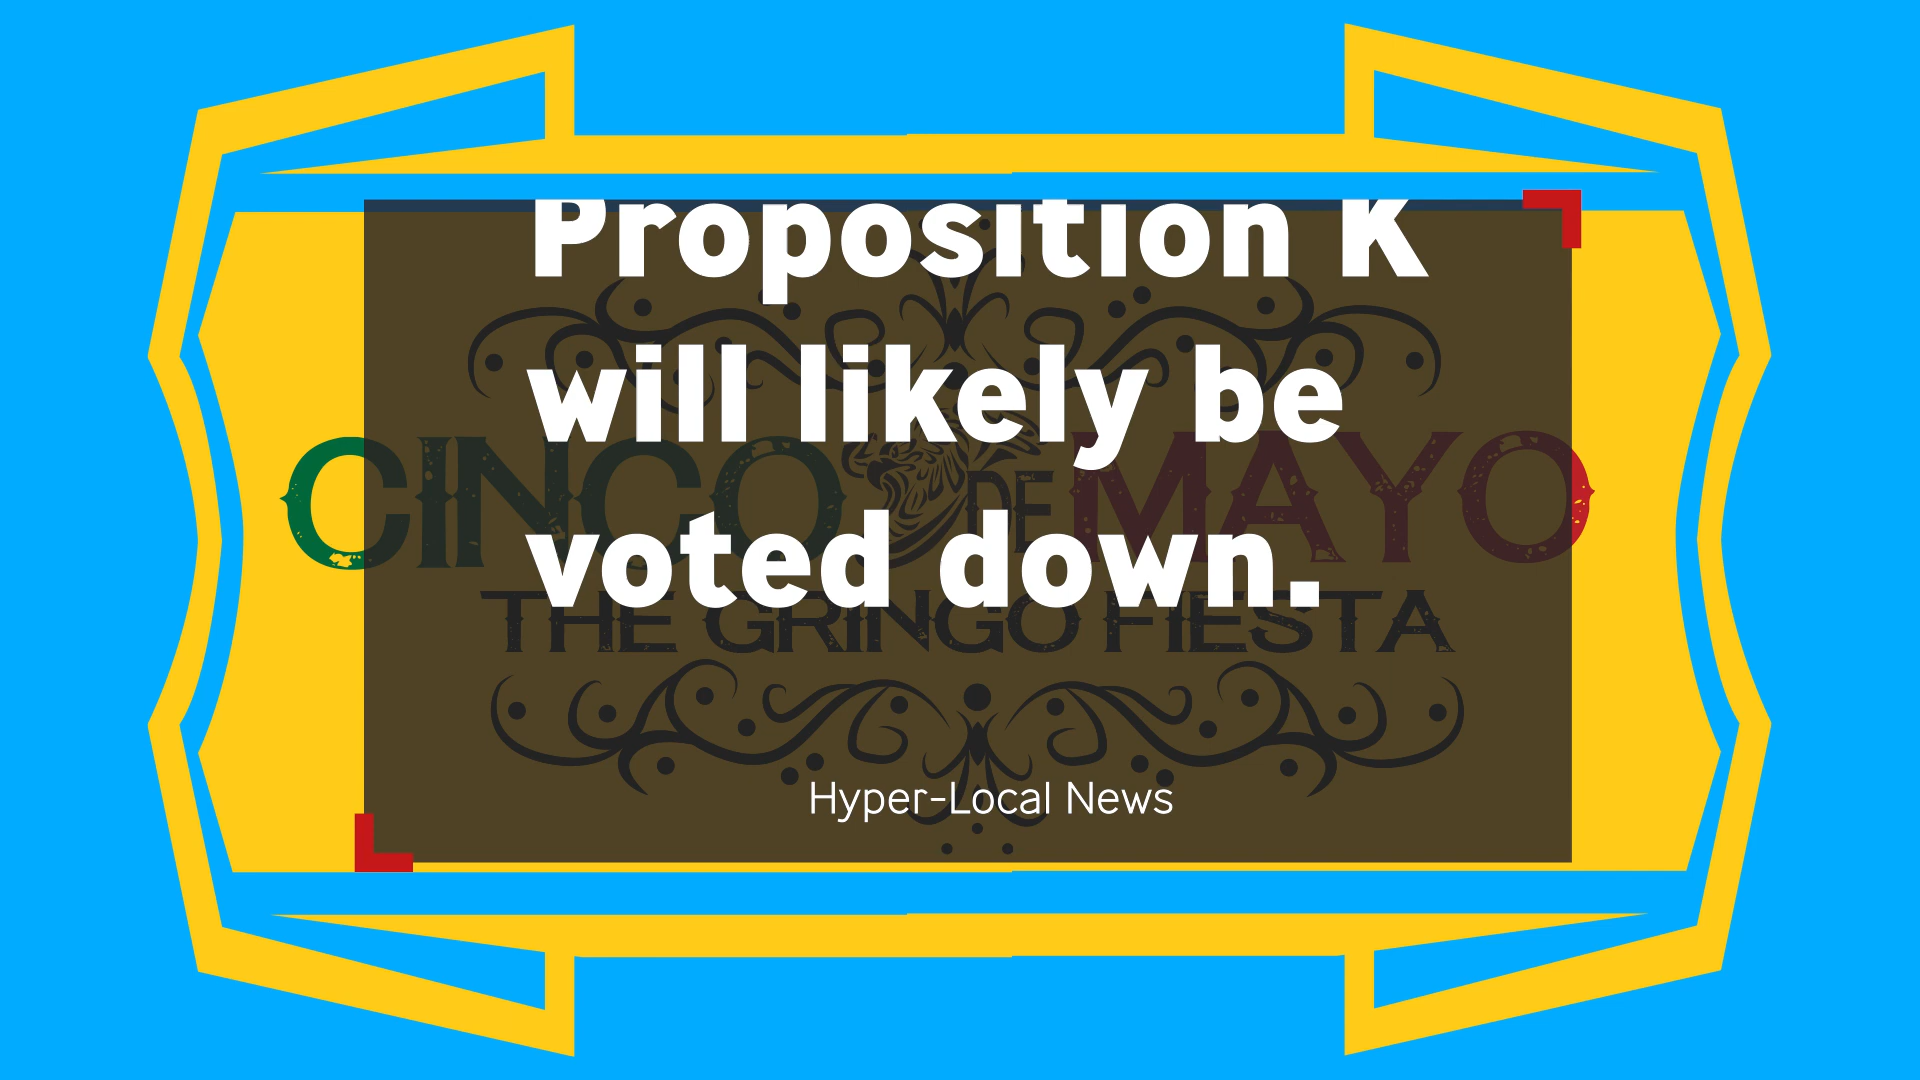 Proposition K
will likely be
voted down.
CINCO DE MAYO
THE GRINGO FIESTA
Hyper-Local News